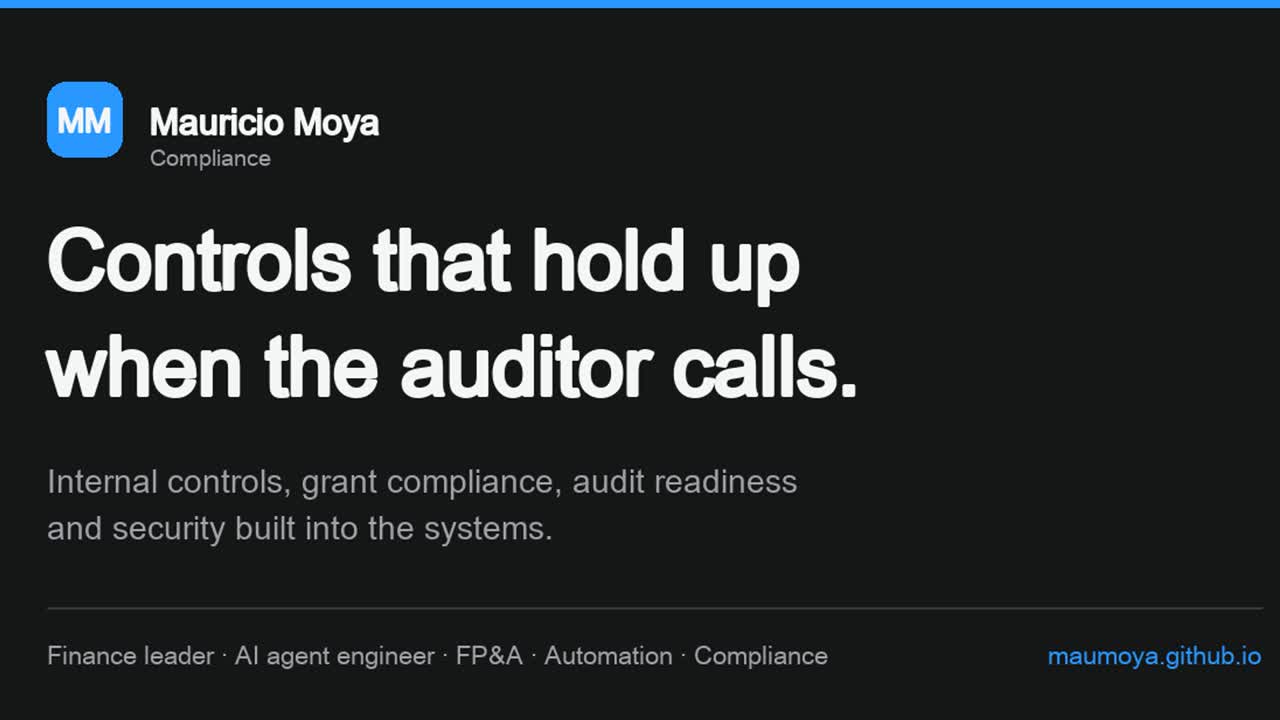 MM
Mauricio Moya
Compliance
Controls that hold up
when the auditor calls.
Internal controls, grant compliance, audit readiness
and security built into the systems.
Finance leader · AI agent engineer · FP&A · Automation · Compliance
maumoya.github.io